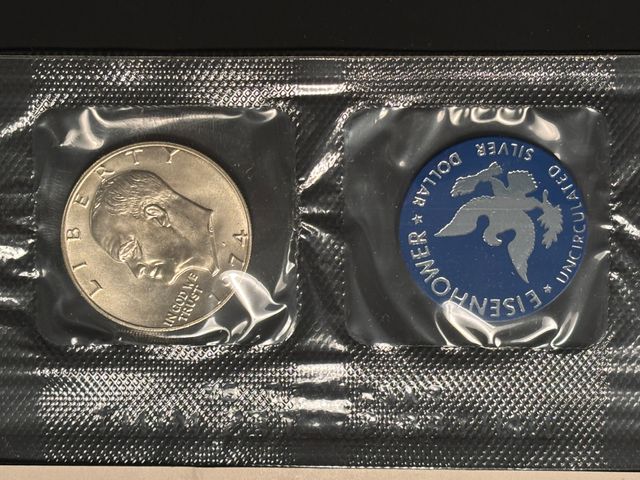 LIBERTY
IN GOD WE
TRUST
1974
EISENHOWER ★ UNCIRCULATED SILVER DOLLAR ★